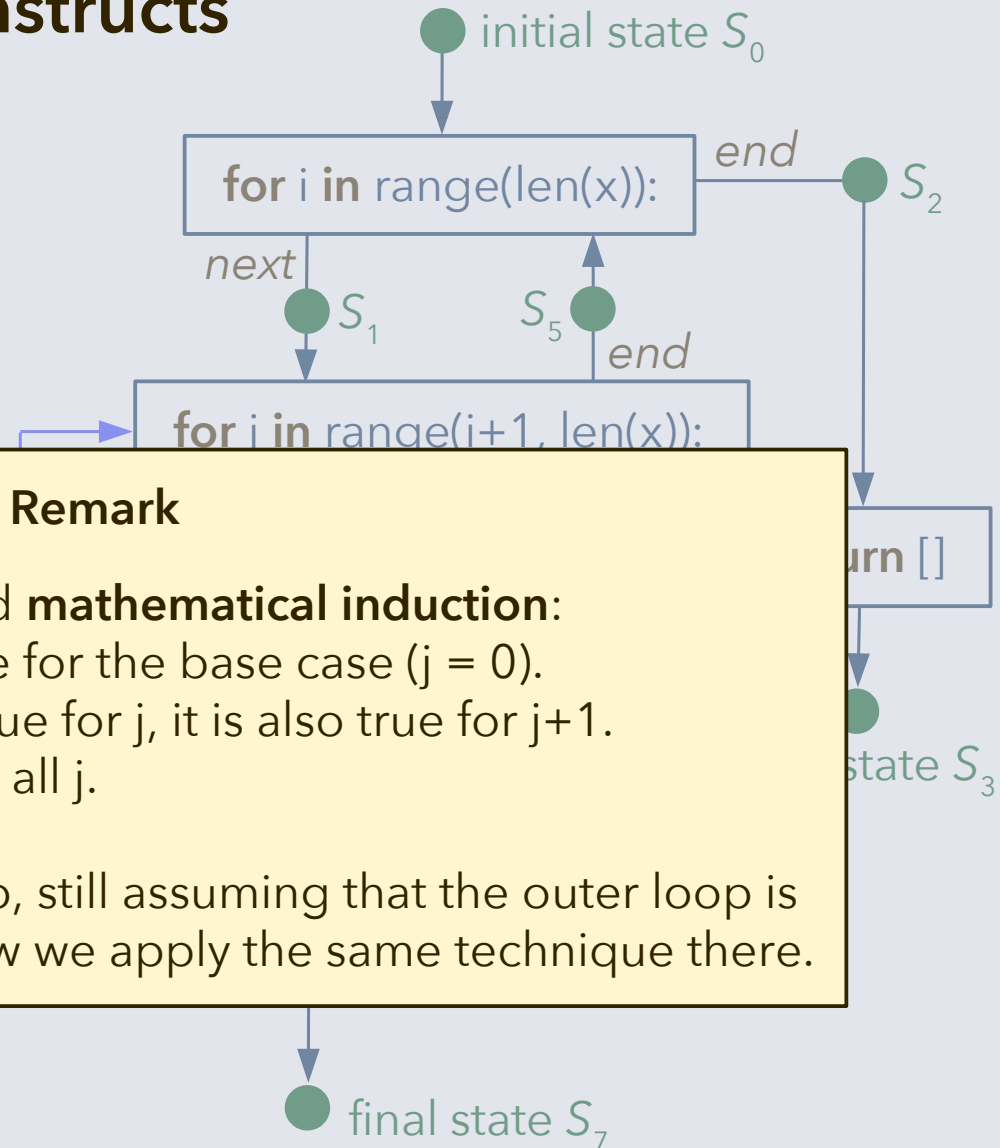 nstructs
initial state S0
for i in range(len(x)):
end
S2
next
S1
S5
end
for j in range(i+1, len(x)):
Remark
urn []
d mathematical induction:
e for the base case (j = 0).
ue for j, it is also true for j+1.
all j.
state S3
o, still assuming that the outer loop is
w we apply the same technique there.
final state S7